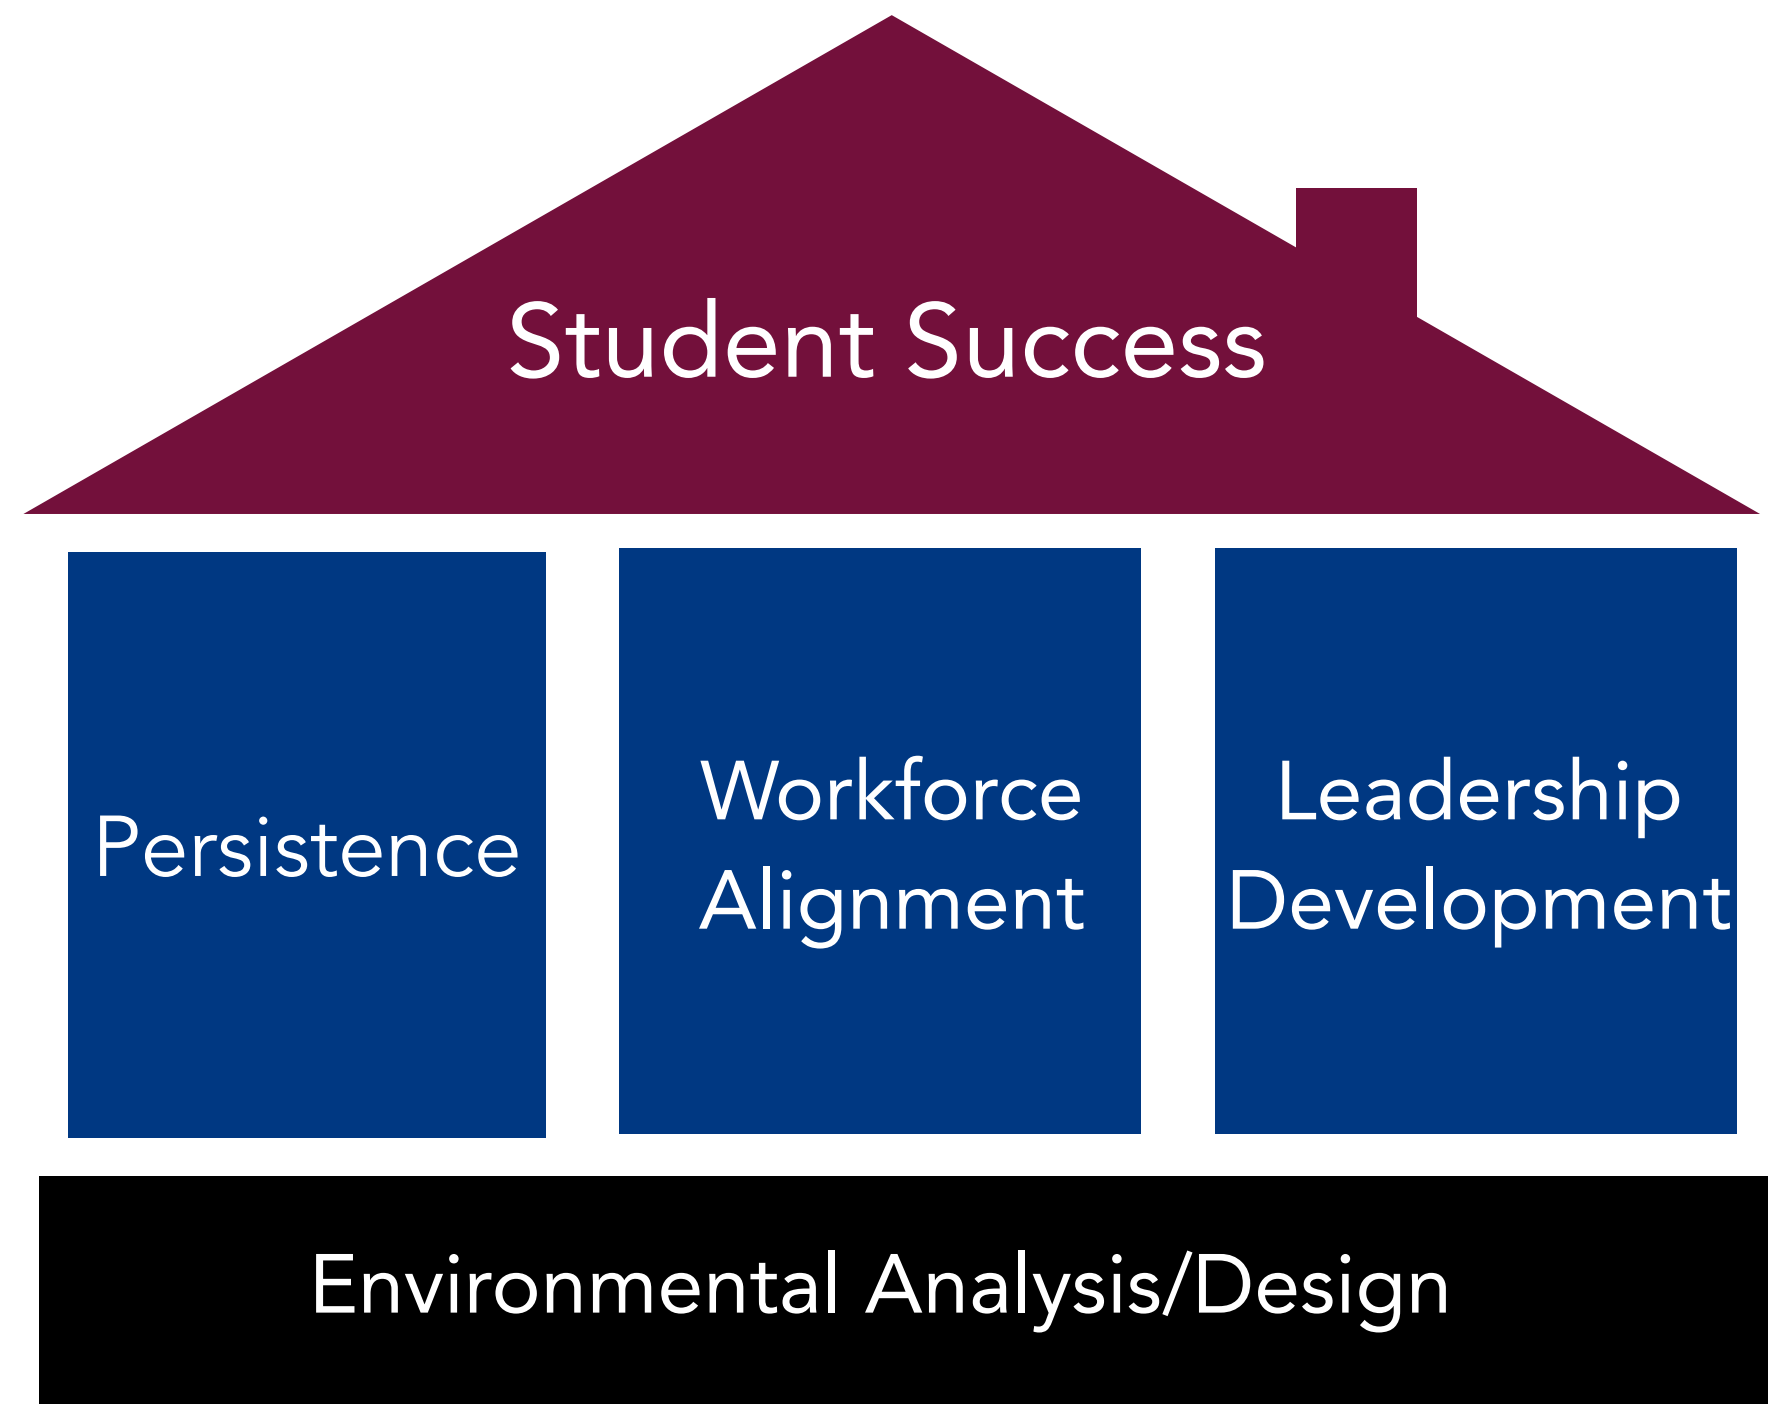 Student Success
Persistence
Workforce
Alignment
Leadership
Development
Environmental Analysis/Design